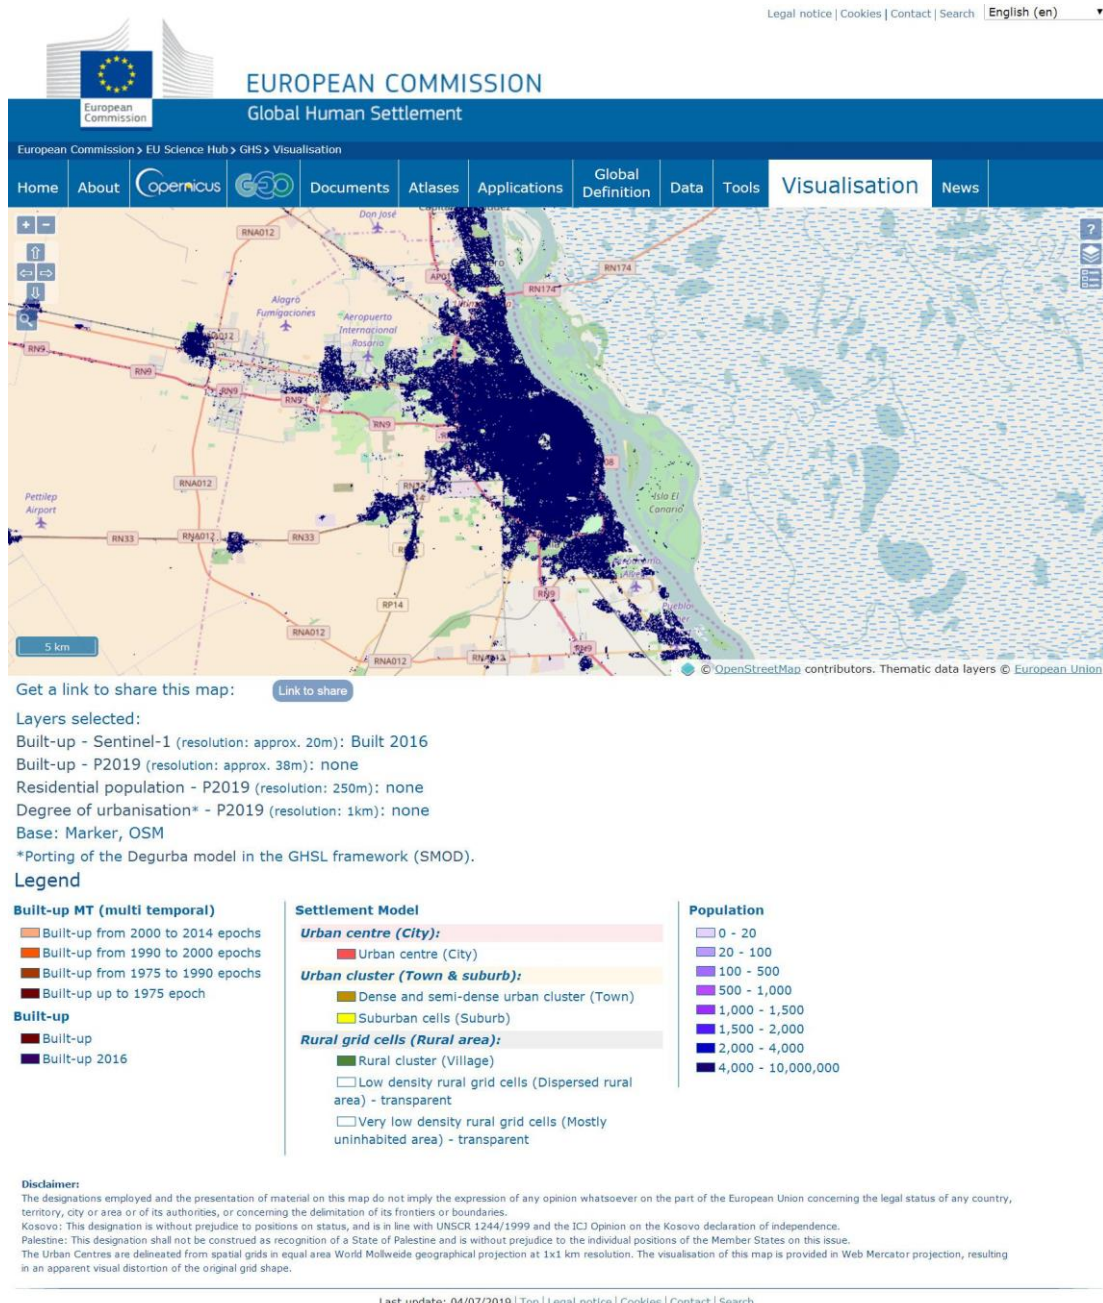 Legal notice | Cookies | Contact | Search English (en)
European
Commission
EUROPEAN COMMISSION
Global Human Settlement
European Commission > EU Science Hub > GHS > Visualisation
Home About Copernicus GEO Documents Atlases Applications Global Definition Data Tools Visualisation News
Don José
RNA012
RN174
RN174
Alagro
Fumigaciones
Aeropuerto
Internacional
Rosario
RN9
RN9
RN9
RN9
RNA012
Pettilep
Airport
Isla El
Canario
RN33
RNA012
RN33
RN9
RP14
RNA012
RNA012
5 km
© OpenStreetMap contributors. Thematic data layers © European Union
Get a link to share this map: Link to share
Layers selected:
Built-up - Sentinel-1 (resolution: approx. 20m): Built 2016
Built-up - P2019 (resolution: approx. 38m): none
Residential population - P2019 (resolution: 250m): none
Degree of urbanisation* - P2019 (resolution: 1km): none
Base: Marker, OSM
*Porting of the Degurba model in the GHSL framework (SMOD).
Legend
Built-up MT (multi temporal)
Built-up from 2000 to 2014 epochs
Built-up from 1990 to 2000 epochs
Built-up from 1975 to 1990 epochs
Built-up up to 1975 epoch
Built-up
Built-up
Built-up 2016
Settlement Model
Urban centre (City):
Urban centre (City)
Urban cluster (Town & suburb):
Dense and semi-dense urban cluster (Town)
Suburban cells (Suburb)
Rural grid cells (Rural area):
Rural cluster (Village)
Low density rural grid cells (Dispersed rural
area) - transparent
Very low density rural grid cells (Mostly
uninhabited area) - transparent
Population
0 - 20
20 - 100
100 - 500
500 - 1,000
1,000 - 1,500
1,500 - 2,000
2,000 - 4,000
4,000 - 10,000,000
Disclaimer:
The designations employed and the presentation of material on this map do not imply the expression of any opinion whatsoever on the part of the European Union concerning the legal status of any country,
territory, city or area or of its authorities, or concerning the delimitation of its frontiers or boundaries.
Kosovo: This designation is without prejudice to positions on status, and is in line with UNSCR 1244/1999 and the ICJ Opinion on the Kosovo declaration of independence.
Palestine: This designation shall not be construed as recognition of a State of Palestine and is without prejudice to the individual positions of the Member States on this issue.
The Urban Centres are delineated from spatial grids in equal area World Mollweide geographical projection at 1x1 km resolution. The visualisation of this map is provided in Web Mercator projection, resulting
in an apparent visual distortion of the original grid shape.
Last update: 04/07/2019 | Top | Legal notice | Cookies | Contact | Search